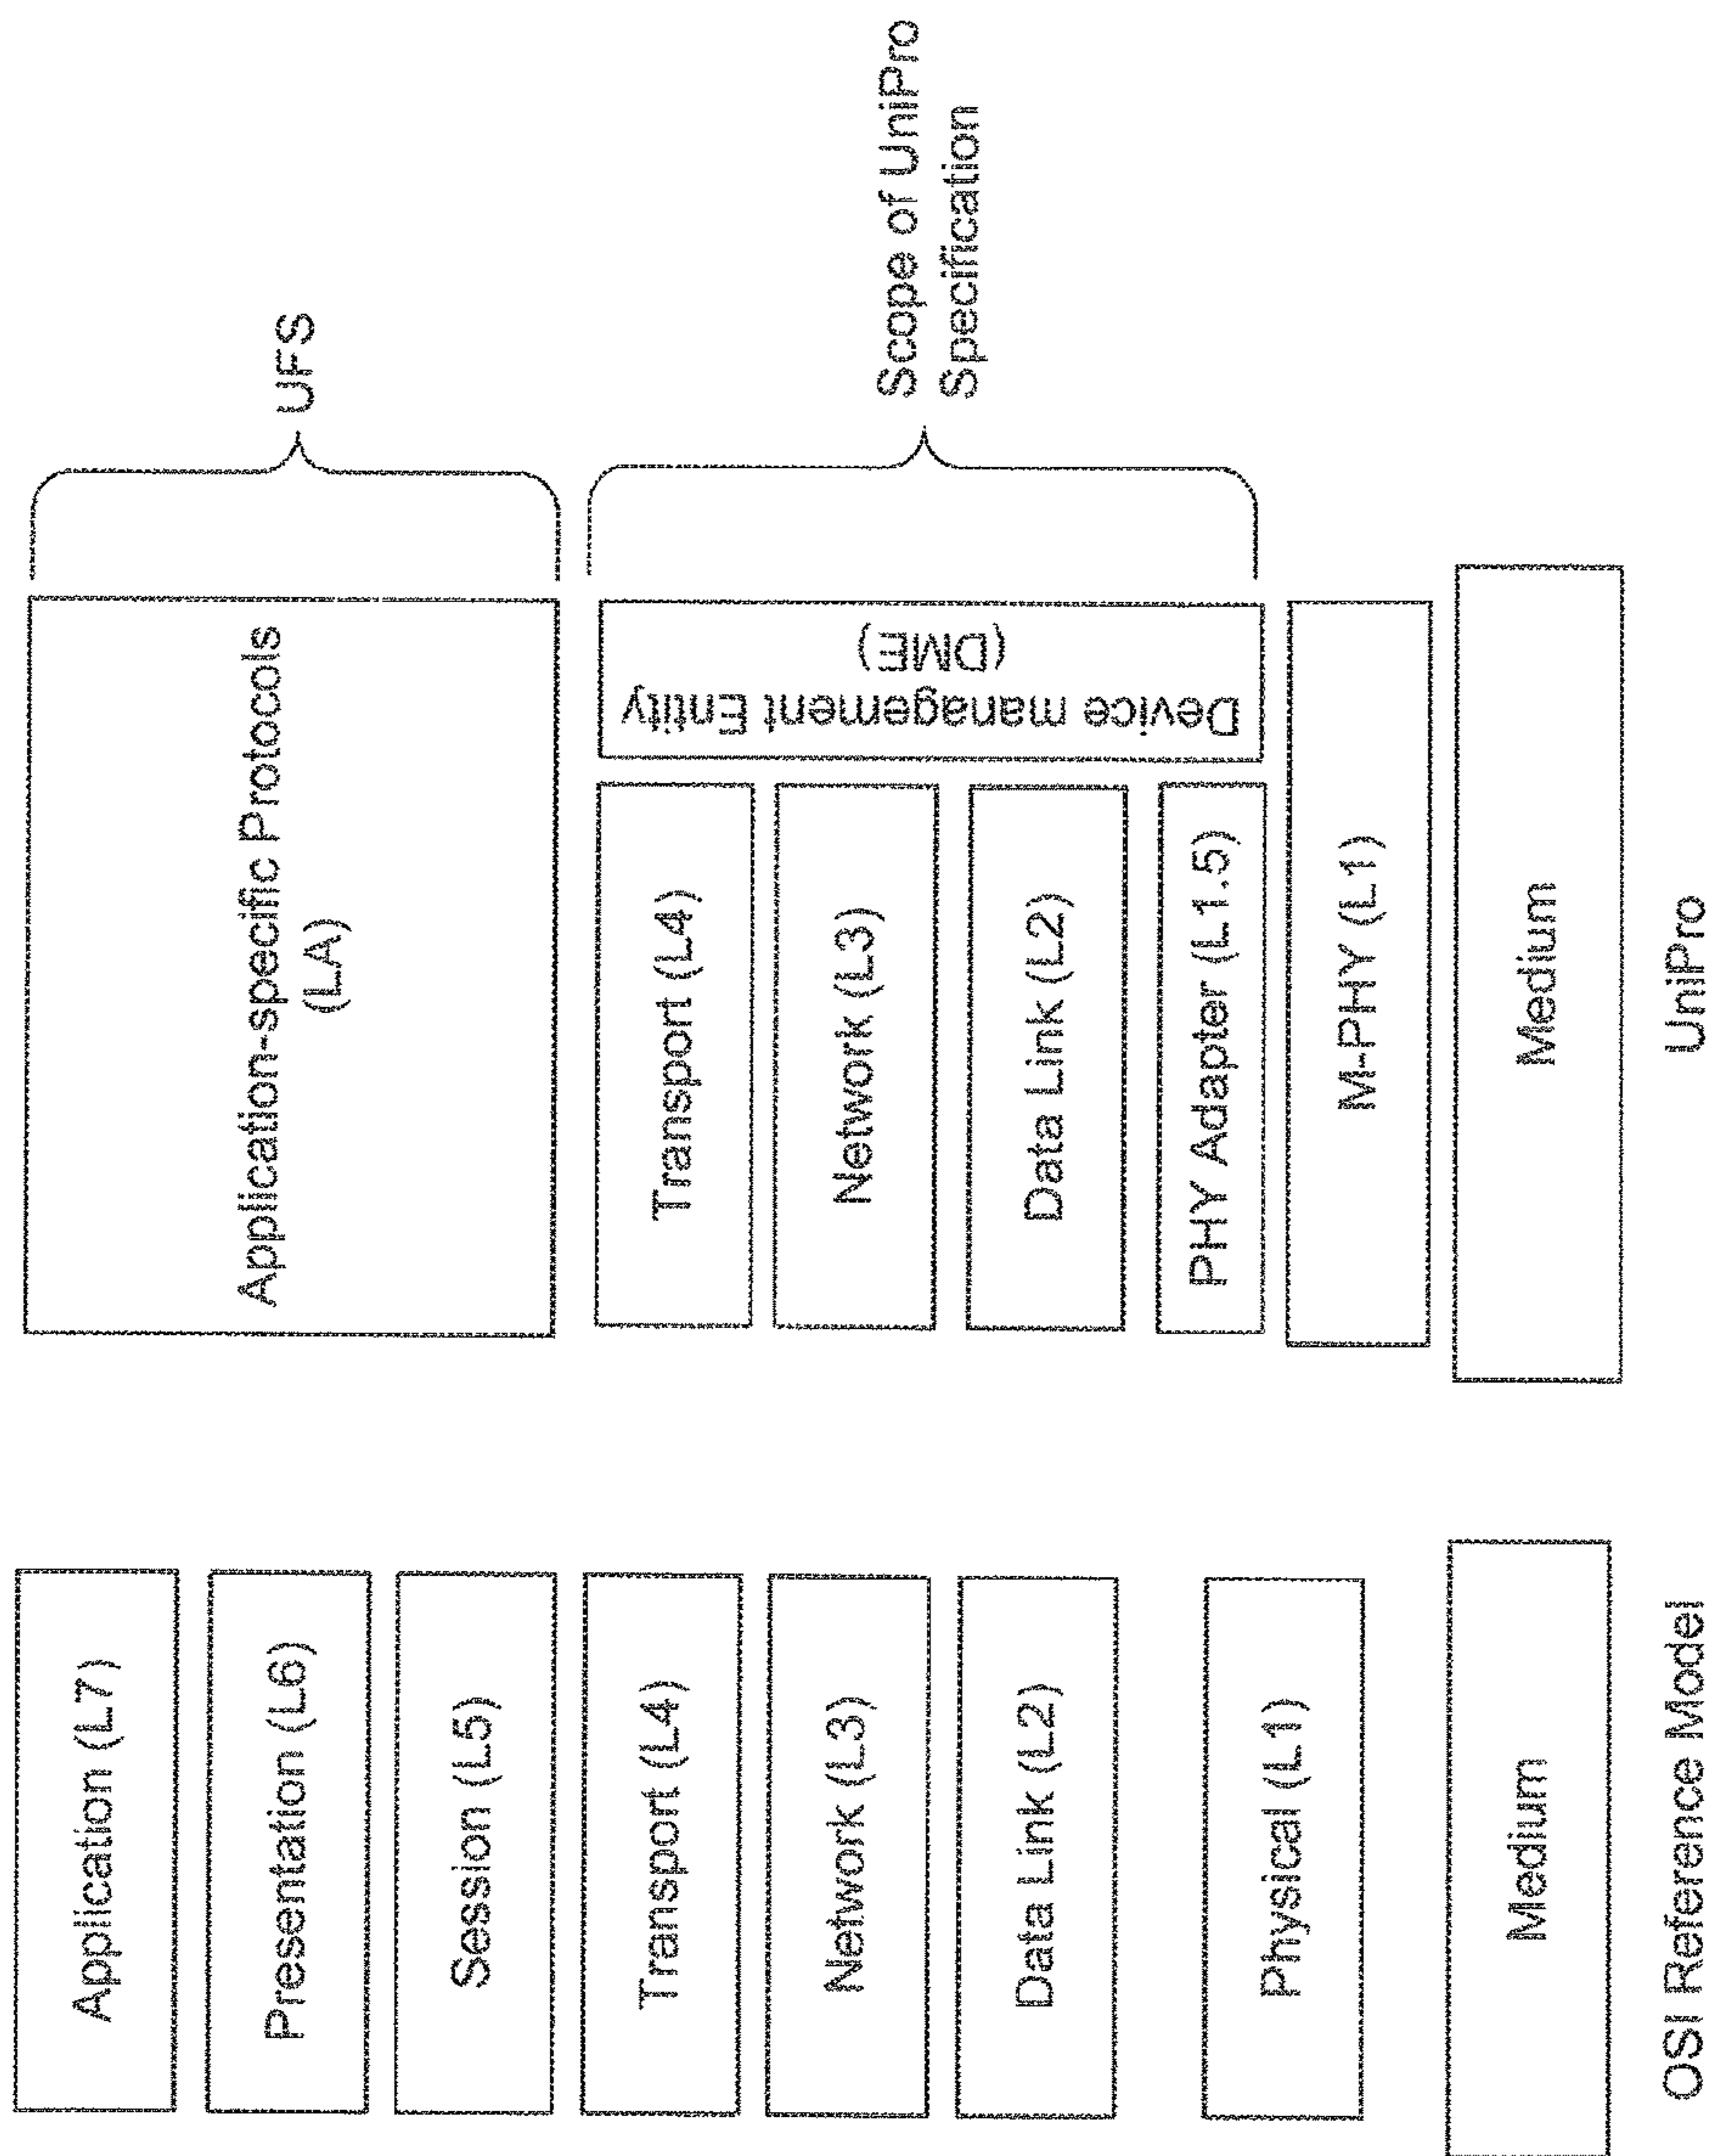 Application (L7)
Presentation (L6)
Session (L5)
Transport (L4)
Network (L3)
Data Link (L2)
Physical (L1)
Medium
OSI Reference Model
Application-specific Protocols
(LA)
Transport (L4)
Network (L3)
Data Link (L2)
PHY Adapter (L1.5)
Device management Entity
(DME)
M-PHY (L1)
Medium
UniPro
UFS
Scope of UniPro
Specification